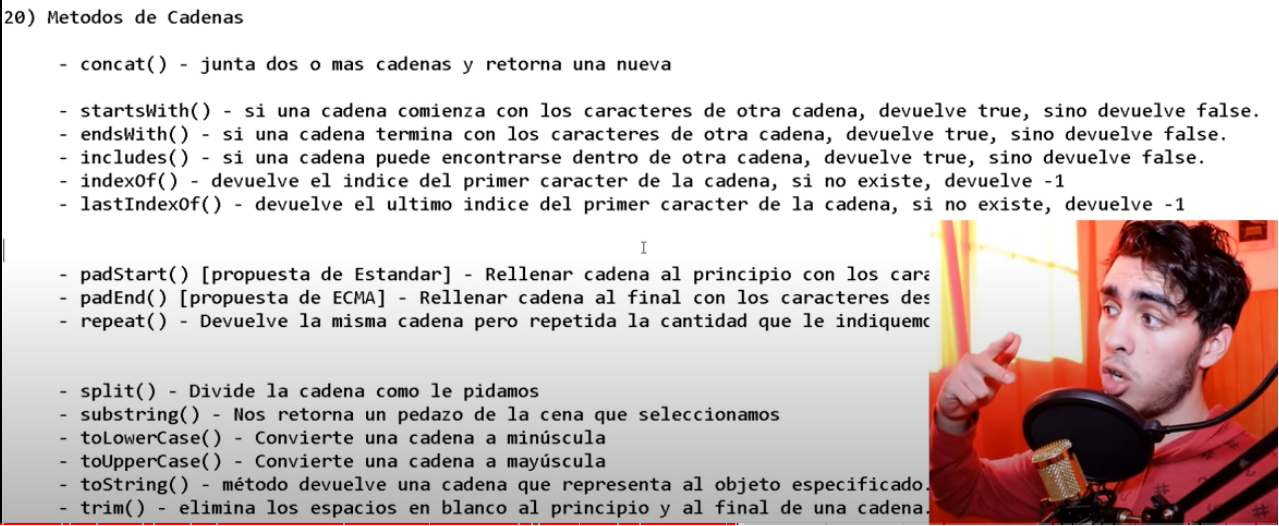 20) Metodos de Cadenas
- concat() - junta dos o mas cadenas y retorna una nueva
- startsWith() - si una cadena comienza con los caracteres de otra cadena, devuelve true, sino devuelve false.
- endsWith() - si una cadena termina con los caracteres de otra cadena, devuelve true, sino devuelve false.
- includes() - si una cadena puede encontrarse dentro de otra cadena, devuelve true, sino devuelve false.
- indexOf() - devuelve el indice del primer caracter de la cadena, si no existe, devuelve -1
- lastIndexOf() - devuelve el ultimo indice del primer caracter de la cadena, si no existe, devuelve -1
- padStart() [propuesta de Estandar] - Rellenar cadena al principio con los cara
- padEnd() [propuesta de ECMA] - Rellenar cadena al final con los caracteres des
- repeat() - Devuelve la misma cadena pero repetida la cantidad que le indiquemo
- split() - Divide la cadena como le pidamos
- substring() - Nos retorna un pedazo de la cena que seleccionamos
- toLowerCase() - Convierte una cadena a minúscula
- toUpperCase() - Convierte una cadena a mayúscula
- toString() - método devuelve una cadena que representa al objeto especificado.
- trim() - elimina los espacios en blanco al principio y al final de una cadena.